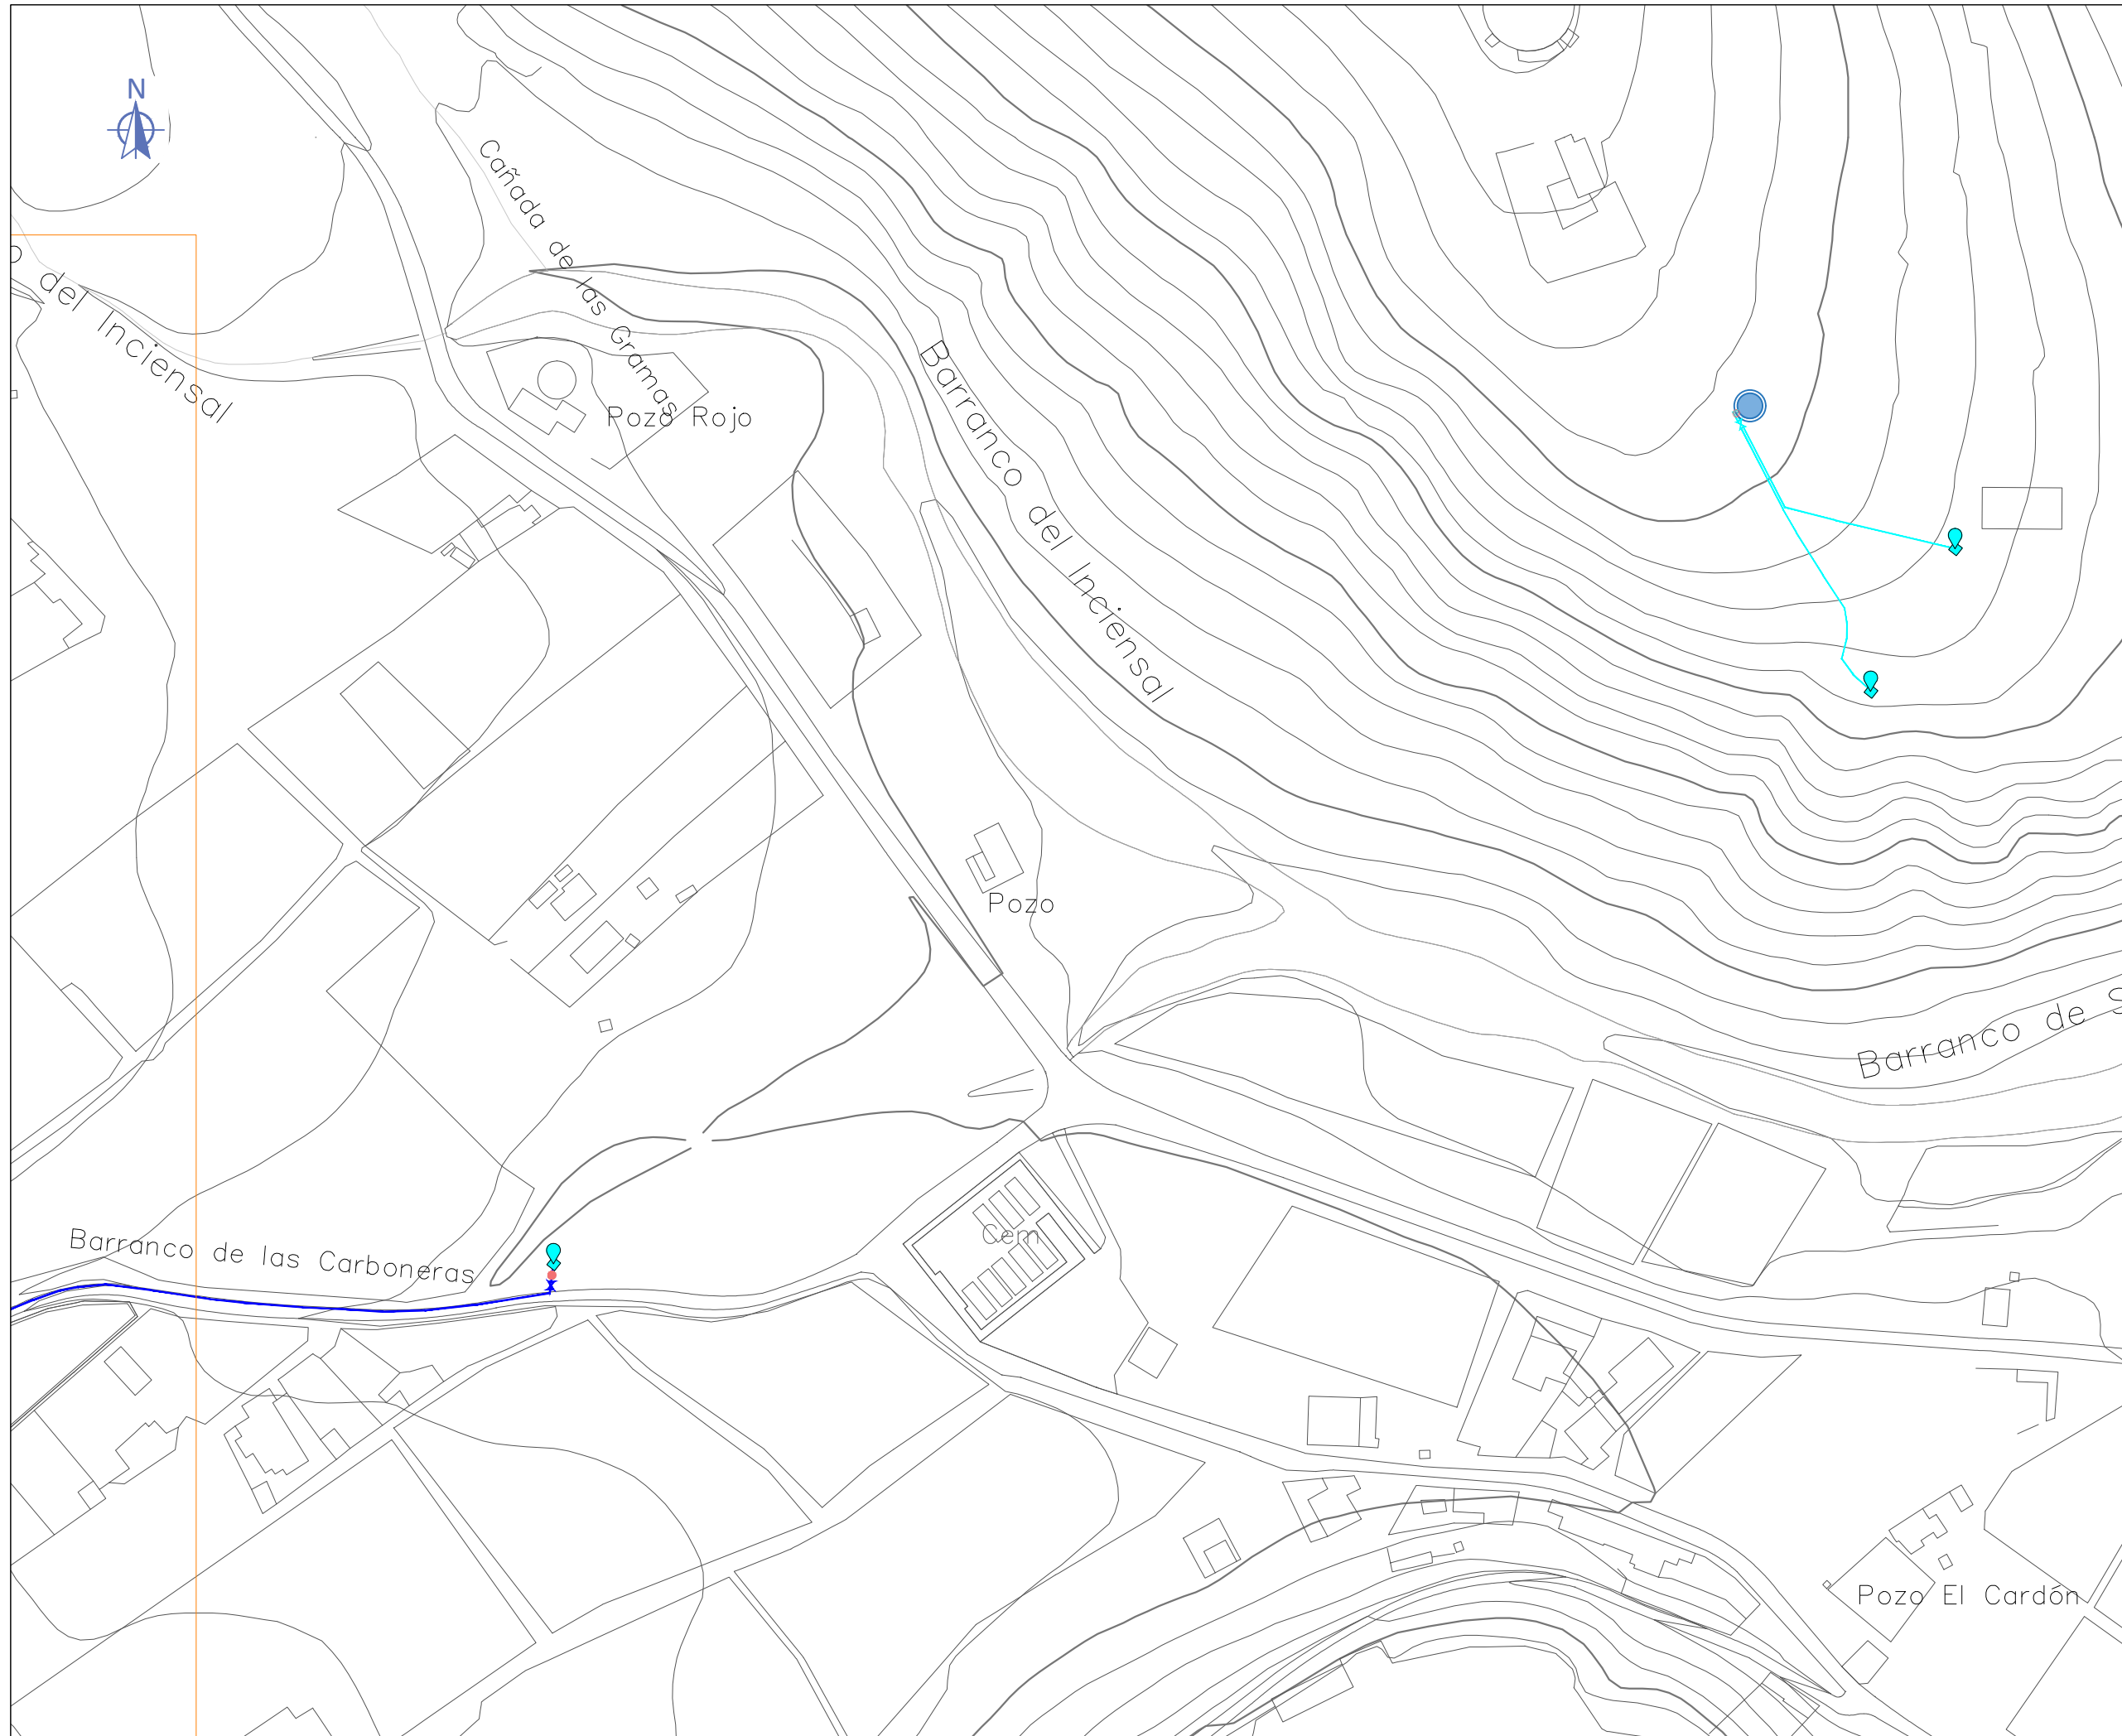 N
Cañada de las Gramas
o del Inciensal
Barranco del Inciensal
Pozo Rojo
Pozo
Barranco de S
Barranco de las Carboneras
Cem
Pozo El Cardón